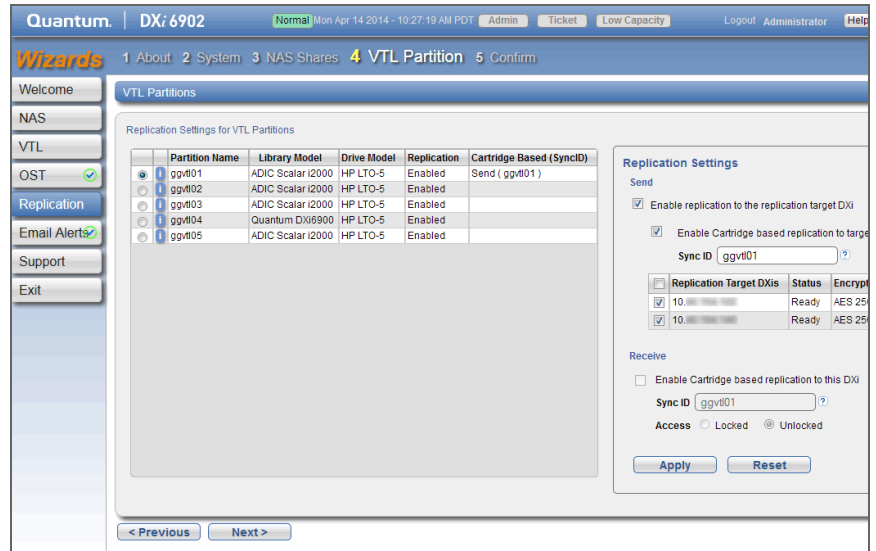 Quantum. DXi 6902 Normal Mon Apr 14 2014 - 10:27:19 AM PDT Admin Ticket Low Capacity Logout Administrator Help
Wizards 1 About 2 System 3 NAS Shares 4 VTL Partition 5 Confirm
Welcome
NAS
VTL
OST
Replication
Email Alerts
Support
Exit
VTL Partitions
Replication Settings for VTL Partitions
Partition Name Library Model Drive Model Replication Cartridge Based (SyncID)
i ggvtl01 ADIC Scalar i2000 HP LTO-5 Enabled Send ( ggvtl01 )
i ggvtl02 ADIC Scalar i2000 HP LTO-5 Enabled
i ggvtl03 ADIC Scalar i2000 HP LTO-5 Enabled
i ggvtl04 Quantum DXi6900 HP LTO-5 Enabled
i ggvtl05 ADIC Scalar i2000 HP LTO-5 Enabled
Replication Settings
Send
Enable replication to the replication target DXi
Enable Cartridge based replication to targe
Sync ID ggvtl01 ?
Replication Target DXis Status Encrypt
10. Ready AES 256
10. Ready AES 256
Receive
Enable Cartridge based replication to this DXi
Sync ID ggvtl01 ?
Access Locked Unlocked
Apply Reset
< Previous Next >